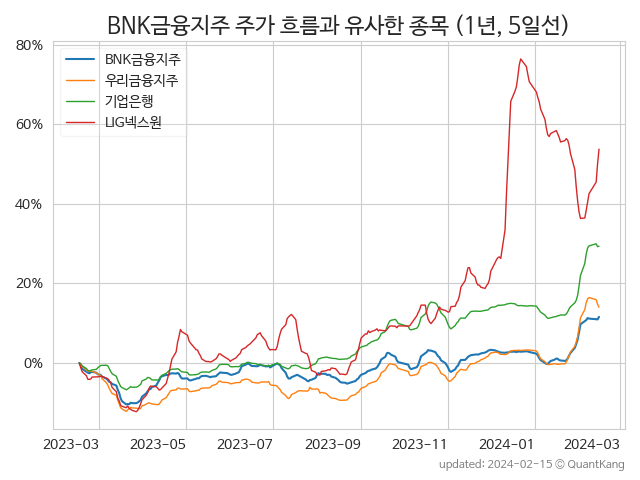 BNK금융지주 주가 흐름과 유사한 종목 (1년, 5일선)
80%
60%
40%
20%
0%
BNK금융지주
우리금융지주
기업은행
LIG넥스원
2023-03 2023-05 2023-07 2023-09 2023-11 2024-01 2024-03
updated: 2024-02-15 © QuantKang